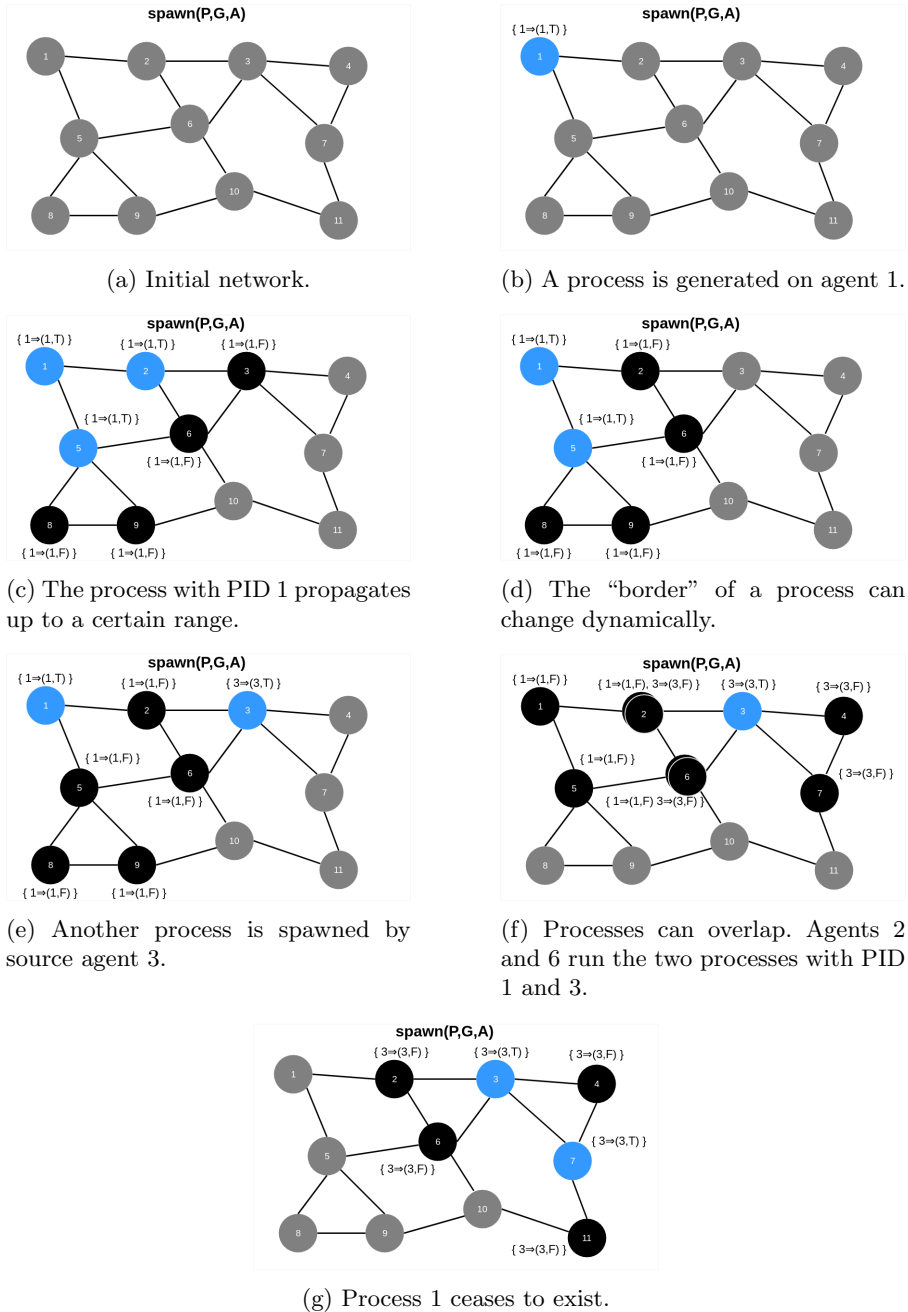 spawn(P,G,A)
1
2
3
4
5
6
7
8
9
10
11
(a) Initial network.
spawn(P,G,A)
{ 1⇒(1,T) }
1
2
3
4
5
6
7
8
9
10
11
(b) A process is generated on agent 1.
spawn(P,G,A)
{ 1⇒(1,T) }
{ 1⇒(1,T) }
{ 1⇒(1,F) }
1
2
3
4
{ 1⇒(1,T) }
5
6
7
{ 1⇒(1,F) }
8
9
10
11
{ 1⇒(1,F) }
{ 1⇒(1,F) }
(c) The process with PID 1 propagates
up to a certain range.
spawn(P,G,A)
{ 1⇒(1,T) }
{ 1⇒(1,F) }
1
2
3
4
{ 1⇒(1,T) }
5
6
7
{ 1⇒(1,F) }
8
9
10
11
{ 1⇒(1,F) }
{ 1⇒(1,F) }
(d) The “border” of a process can
change dynamically.
spawn(P,G,A)
{ 1⇒(1,T) }
{ 1⇒(1,F) }
{ 3⇒(3,T) }
1
2
3
4
{ 1⇒(1,F) }
5
6
7
{ 1⇒(1,F) }
8
9
10
11
{ 1⇒(1,F) }
{ 1⇒(1,F) }
(e) Another process is spawned by
source agent 3.
spawn(P,G,A)
{ 1⇒(1,F) }
{ 1⇒(1,F), 3⇒(3,F) }
{ 3⇒(3,T) }
{ 3⇒(3,F) }
1
2
3
4
{ 1⇒(1,F) }
{ 3⇒(3,F) }
5
6
7
{ 1⇒(1,F) 3⇒(3,F) }
8
9
10
11
(f) Processes can overlap. Agents 2
and 6 run the two processes with PID
1 and 3.
spawn(P,G,A)
{ 3⇒(3,F) }
{ 3⇒(3,T) }
{ 3⇒(3,F) }
1
2
3
4
{ 3⇒(3,T) }
5
6
7
{ 3⇒(3,F) }
8
9
10
11
{ 3⇒(3,F) }
(g) Process 1 ceases to exist.